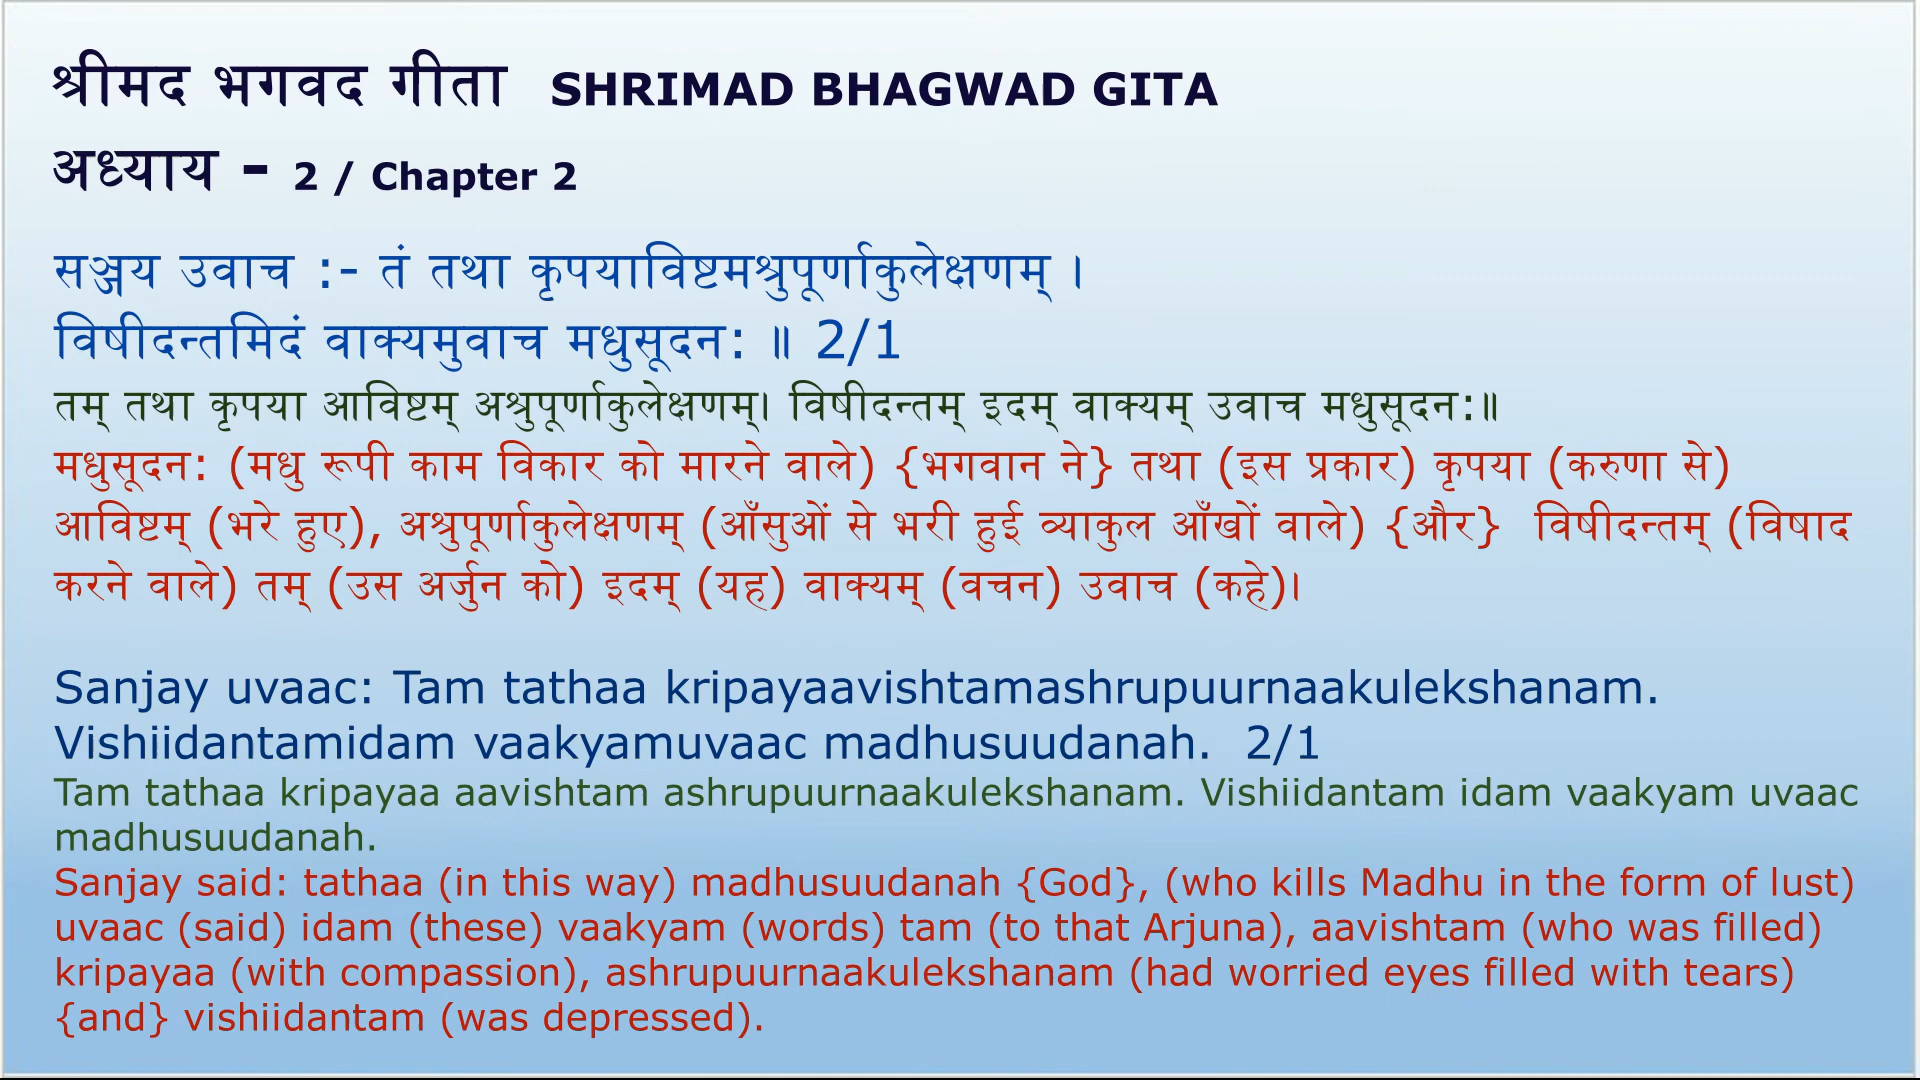 श्रीमद भगवद गीता SHRIMAD BHAGWAD GITA
अध्याय - 2 / Chapter 2
सञ्जय उवाच :- तं तथा कृपयाविष्टमश्रुपूर्णाकुलेक्षणम् ।
विषीदन्तमिदं वाक्यमुवाच मधुसूदन: ॥ 2/1
तम् तथा कृपया आविष्टम् अश्रुपूर्णाकुलेक्षणम्। विषीदन्तम् इदम् वाक्यम् उवाच मधुसूदन:॥
मधुसूदन: (मधु रूपी काम विकार को मारने वाले) {भगवान ने} तथा (इस प्रकार) कृपया (करुणा से)
आविष्टम् (भरे हुए), अश्रुपूर्णाकुलेक्षणम् (आँसुओं से भरी हुई व्याकुल आँखों वाले) {और} विषीदन्तम् (विषाद
करने वाले) तम् (उस अर्जुन को) इदम् (यह) वाक्यम् (वचन) उवाच (कहे)।
Sanjay uvaac: Tam tathaa kripayaavishtamashrupuurnaakulekshanam.
Vishiidantamidam vaakyamuvaac madhusuudanah. 2/1
Tam tathaa kripayaa aavishtam ashrupuurnaakulekshanam. Vishiidantam idam vaakyam uvaac
madhusuudanah.
Sanjay said: tathaa (in this way) madhusuudanah {God}, (who kills Madhu in the form of lust)
uvaac (said) idam (these) vaakyam (words) tam (to that Arjuna), aavishtam (who was filled)
kripayaa (with compassion), ashrupuurnaakulekshanam (had worried eyes filled with tears)
{and} vishiidantam (was depressed).